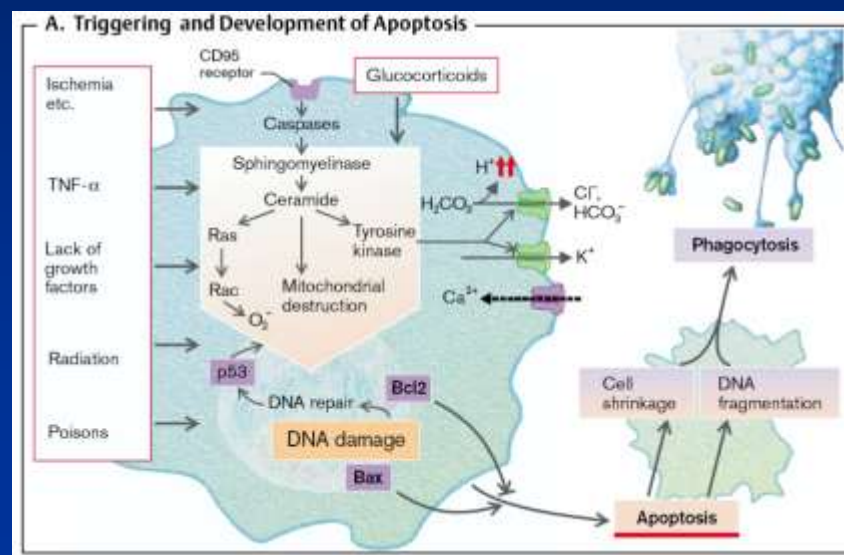 A. Triggering and Development of Apoptosis
Ischemia
etc.
TNF-α
Lack of
growth
factors
Radiation
Poisons
CD95
receptor
Glucocorticoids
Caspases
Sphingomyelinase
Ceramide
Ras
Rac
O₂⁻
Mitochondrial
destruction
Tyrosine
kinase
H⁺
H₂CO₃
Cl⁻,
HCO₃⁻
K⁺
Ca²⁺
p53
DNA repair
DNA damage
Bcl2
Bax
Phagocytosis
Cell
shrinkage
DNA
fragmentation
Apoptosis